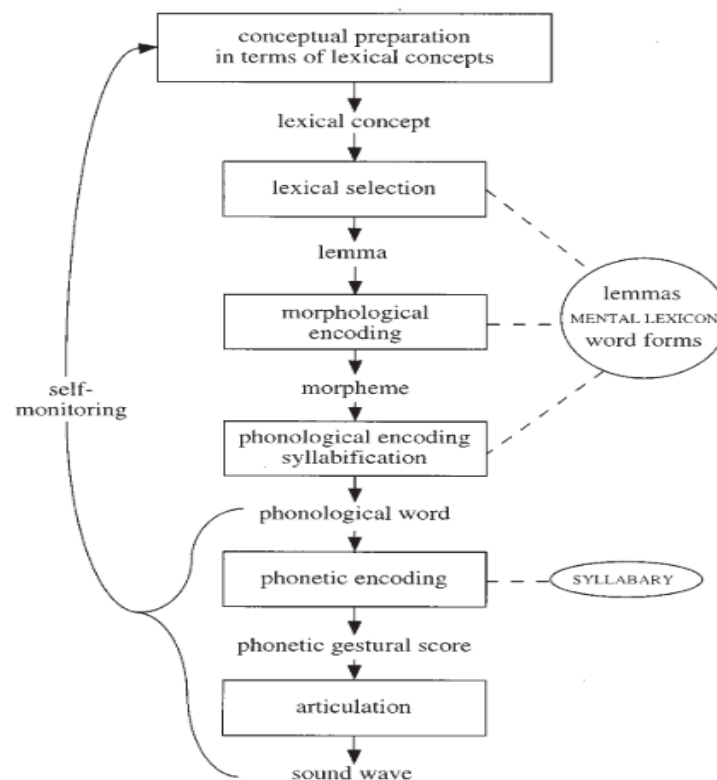 conceptual preparation
in terms of lexical concepts
lexical concept
lexical selection
lemma
lemmas
MENTAL LEXICON
word forms
morphological
encoding
self-
monitoring
morpheme
phonological encoding
syllabification
phonological word
phonetic encoding
SYLLABARY
phonetic gestural score
articulation
sound wave